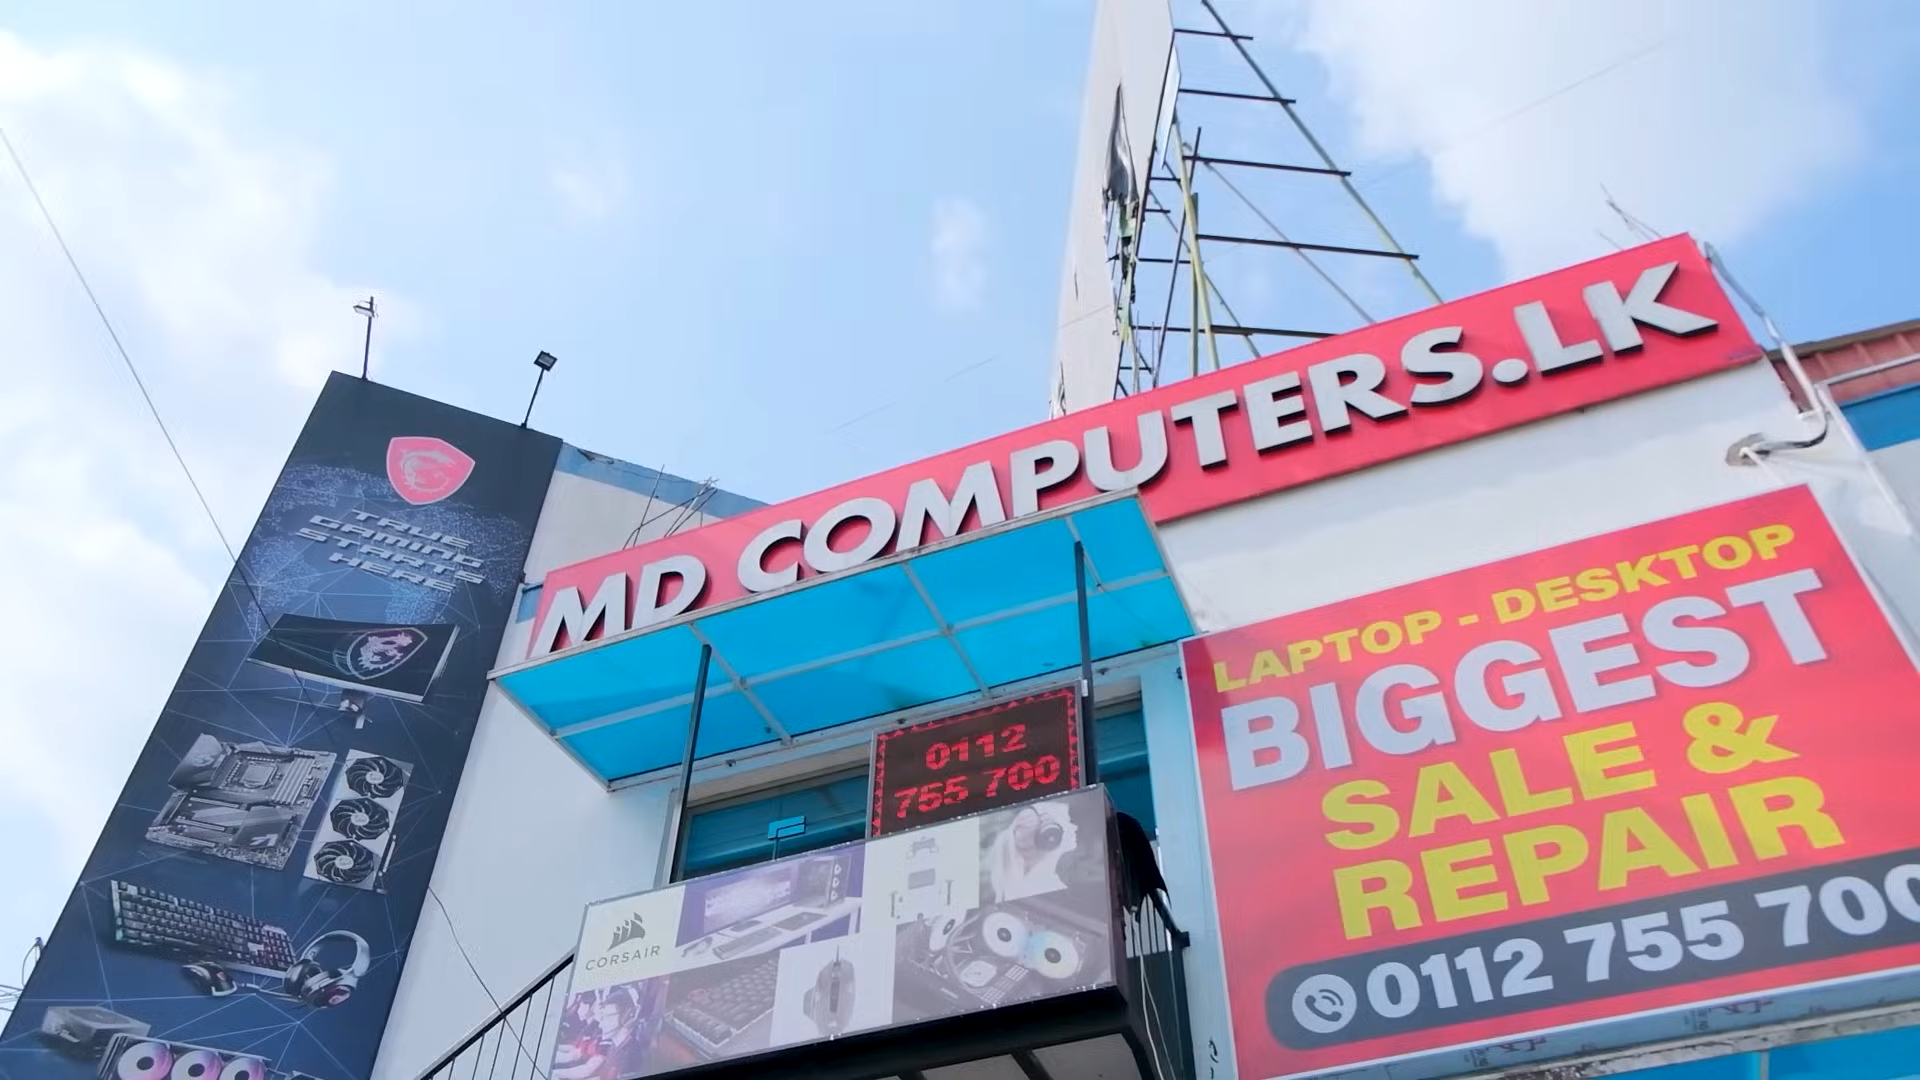 TRUE
GAMING
STARTS
HERE
MD COMPUTERS.LK
0112
755 700
CORSAIR
LAPTOP - DESKTOP
BIGGEST
SALE &
REPAIR
0112 755 700